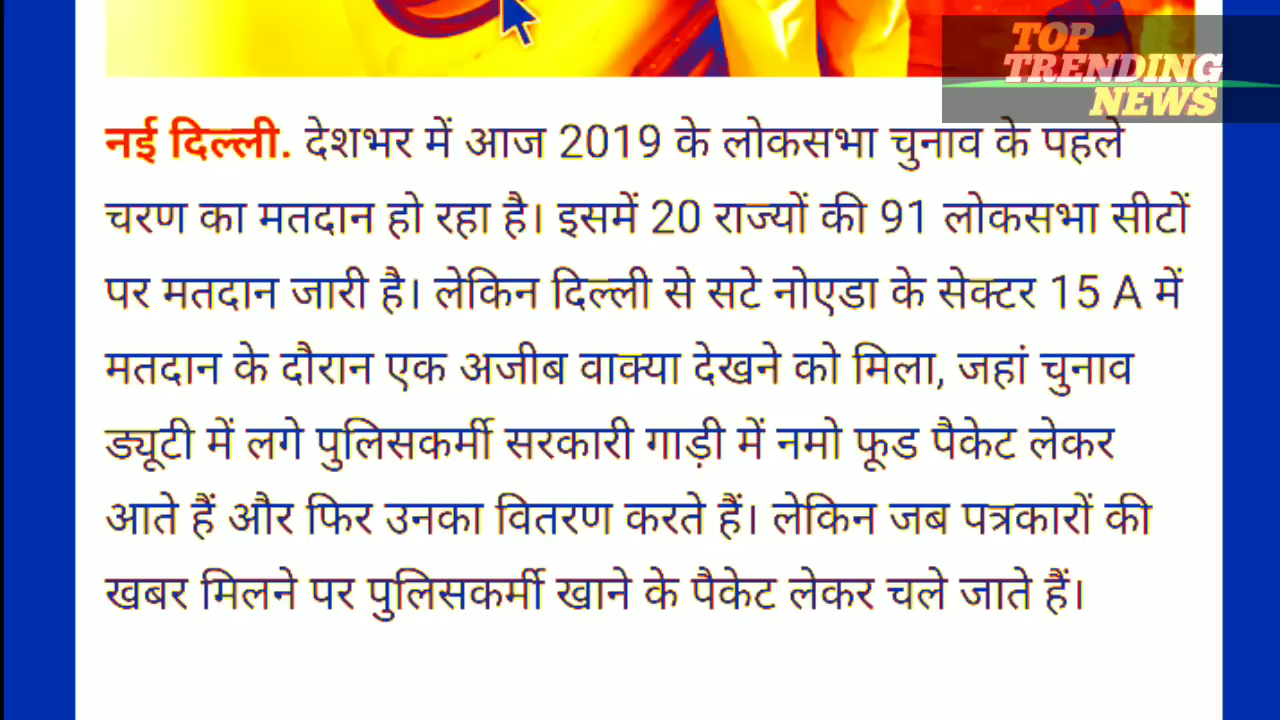 TOP
TRENDING
NEWS
नई दिल्ली. देशभर में आज 2019 के लोकसभा चुनाव के पहले
चरण का मतदान हो रहा है। इसमें 20 राज्यों की 91 लोकसभा सीटों
पर मतदान जारी है। लेकिन दिल्ली से सटे नोएडा के सेक्टर 15 A में
मतदान के दौरान एक अजीब वाक्या देखने को मिला, जहां चुनाव
ड्यूटी में लगे पुलिसकर्मी सरकारी गाड़ी में नमो फूड पैकेट लेकर
आते हैं और फिर उनका वितरण करते हैं। लेकिन जब पत्रकारों की
खबर मिलने पर पुलिसकर्मी खाने के पैकेट लेकर चले जाते हैं।